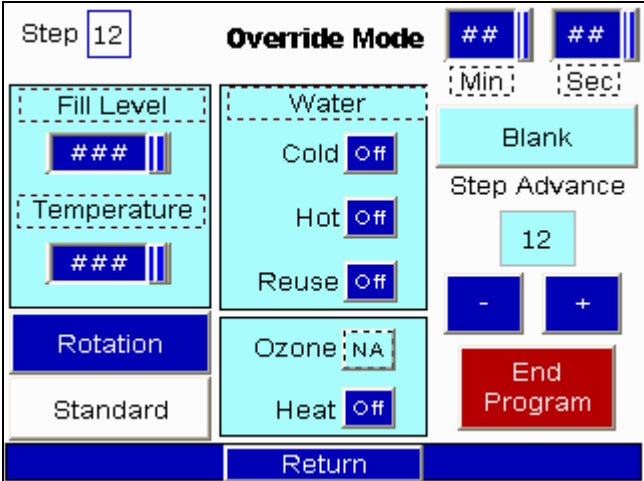 Step 12
Override Mode
## ##
Min Sec
Fill Level
###
Temperature
###
Rotation
Standard
Water
Cold Off
Hot Off
Reuse Off
Ozone NA
Heat Off
Blank
Step Advance
12
- +
End
Program
Return